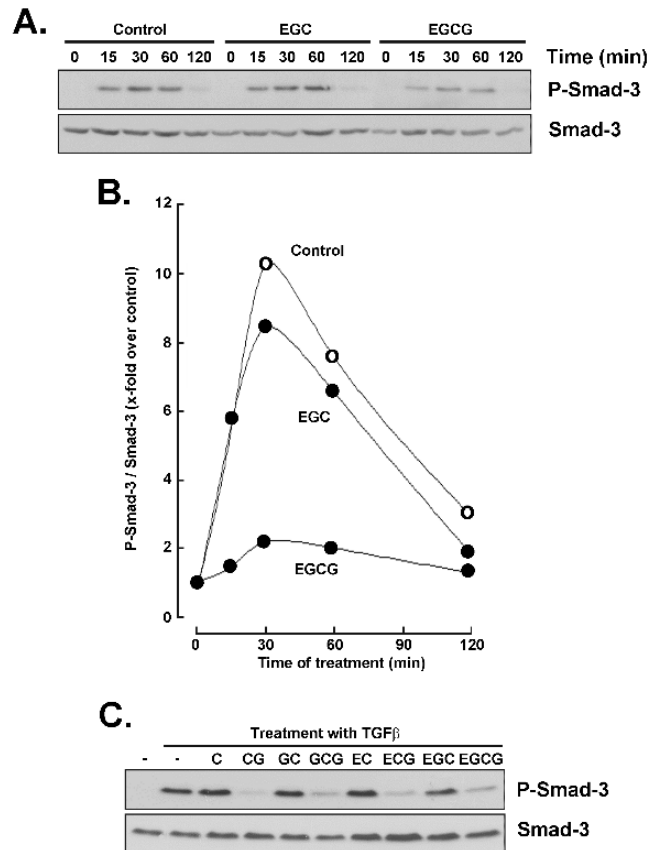 A.
Control EGC EGCG
0 15 30 60 120 0 15 30 60 120 0 15 30 60 120 Time (min)
P-Smad-3
Smad-3
B.
P-Smad-3 / Smad-3 (x-fold over control)
12
10
8
6
4
2
0
Control
EGC
EGCG
0 30 60 90 120
Time of treatment (min)
C.
Treatment with TGFβ
- - C CG GC GCG EC ECG EGC EGCG
P-Smad-3
Smad-3